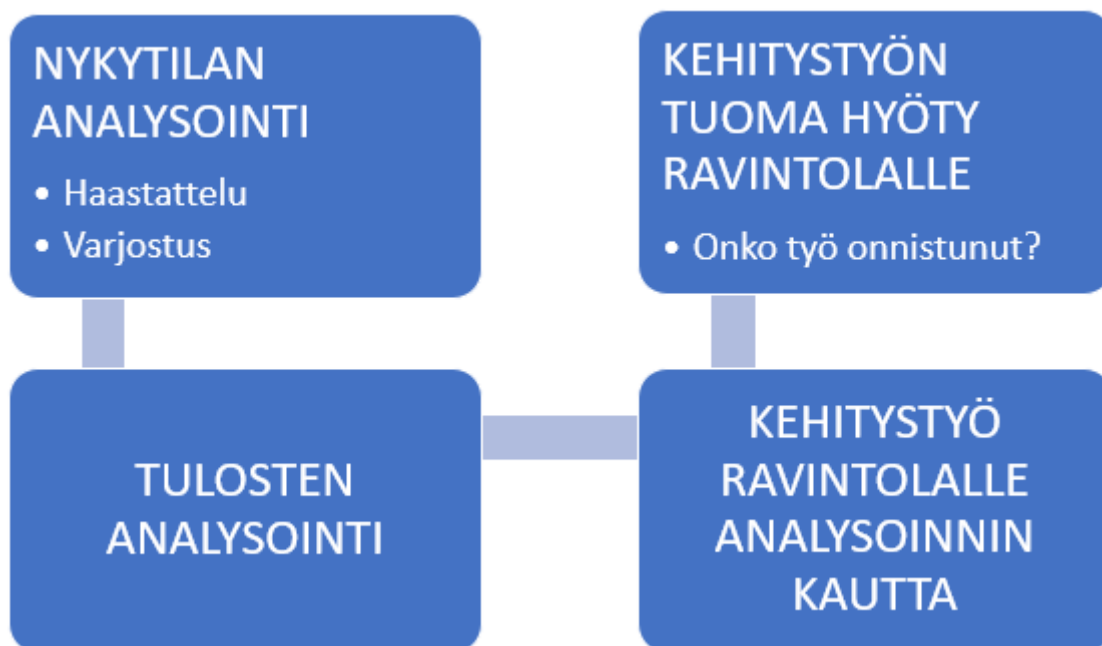 NYKYTILAN
ANALYSOINTI
• Haastattelu
• Varjostus
TULOSTEN
ANALYSOINTI
KEHITYSTYÖ
RAVINTOLALLE
ANALYSOINNIN
KAUTTA
KEHITYSTYÖN
TUOMA HYÖTY
RAVINTOLALLE
• Onko työ onnistunut?